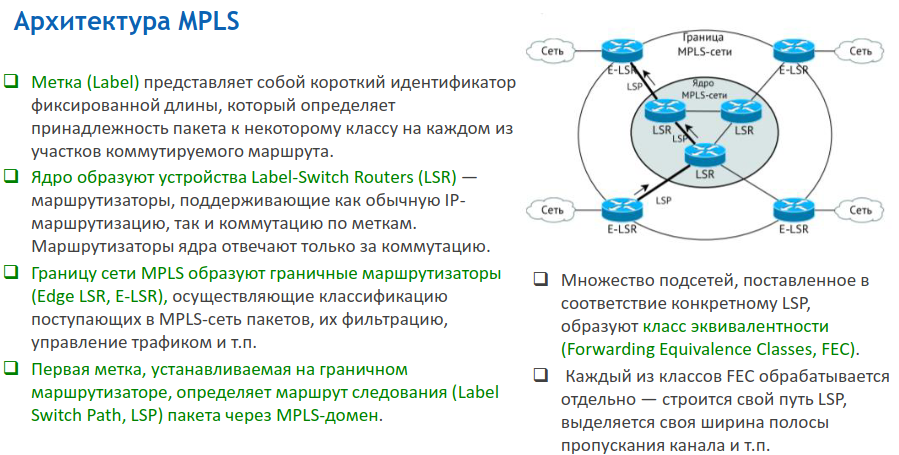 Архитектура MPLS
Метка (Label) представляет собой короткий идентификатор
фиксированной длины, который определяет
принадлежность пакета к некоторому классу на каждом из
участков коммутируемого маршрута.
Ядро образуют устройства Label-Switch Routers (LSR) —
маршрутизаторы, поддерживающие как обычную IP-
маршрутизацию, так и коммутацию по меткам.
Маршрутизаторы ядра отвечают только за коммутацию.
Границу сети MPLS образуют граничные маршрутизаторы
(Edge LSR, E-LSR), осуществляющие классификацию
поступающих в MPLS-сеть пакетов, их фильтрацию,
управление трафиком и т.п.
Первая метка, устанавливаемая на граничном
маршрутизаторе, определяет маршрут следования (Label
Switch Path, LSP) пакета через MPLS-домен.
Сеть
Граница
MPLS-сети
Сеть
E-LSR
E-LSR
LSP
Ядро
MPLS-сети
LSR
LSR
LSP
LSR
LSP
Сеть
Сеть
E-LSR
E-LSR
Множество подсетей, поставленное в
соответствие конкретному LSP,
образуют класс эквивалентности
(Forwarding Equivalence Classes, FEC).
Каждый из классов FEC обрабатывается
отдельно — строится свой путь LSP,
выделяется своя ширина полосы
пропускания канала и т.п.